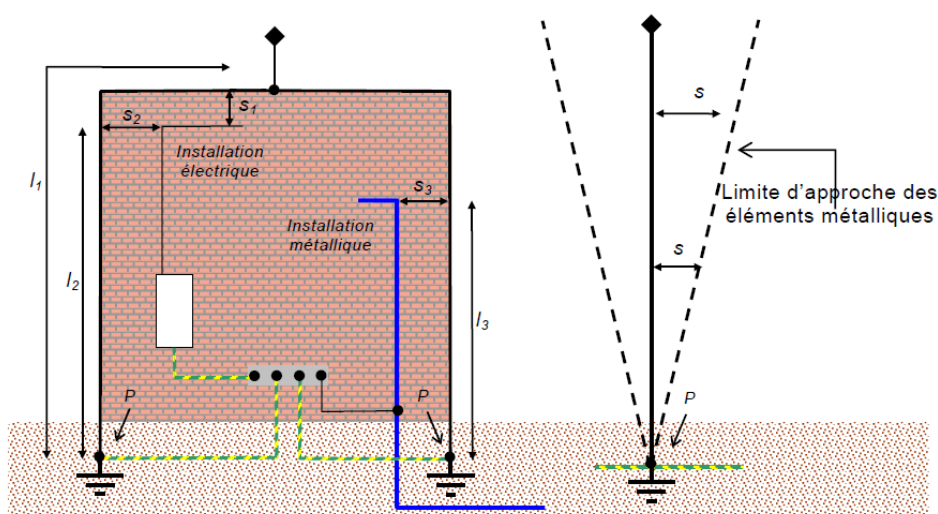 s
s1
s2
Installation
électrique
l1
s3
Limite d'approche des
éléments métalliques
Installation
métallique
s
l2
l3
P
P
P